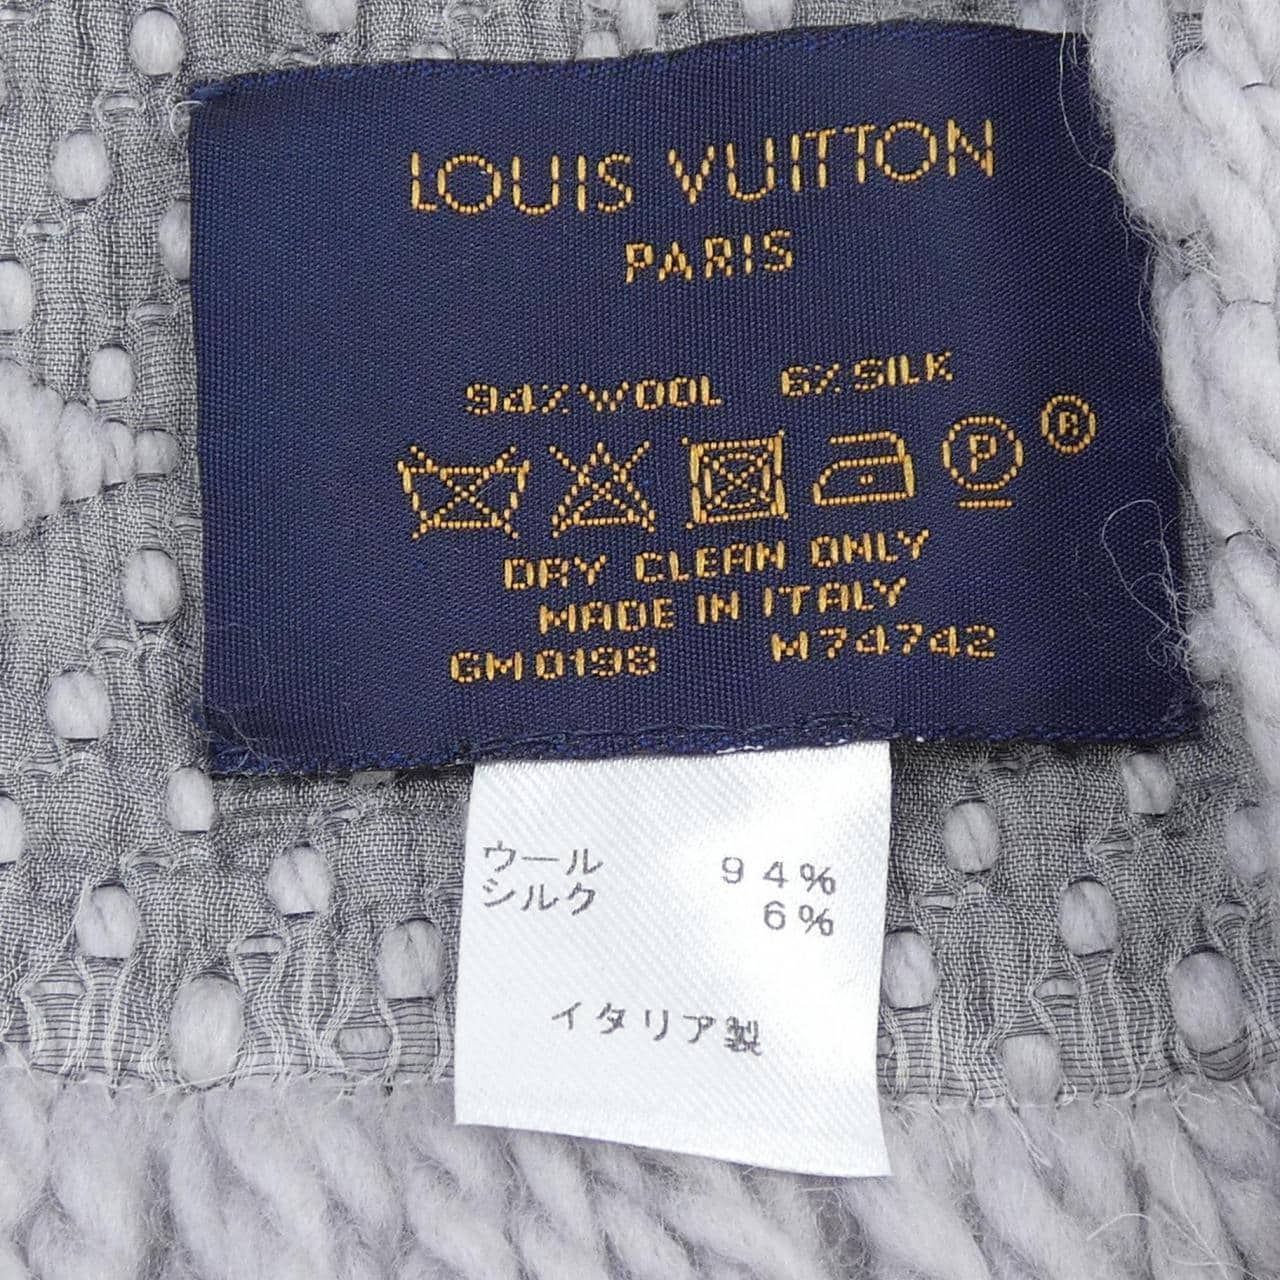 LOUIS VUITTON
PARIS
94% WOOL 6% SILK
P ®
DRY CLEAN ONLY
MADE IN ITALY
GM0198 M74742
ウール 94%
シルク 6%
イタリア製